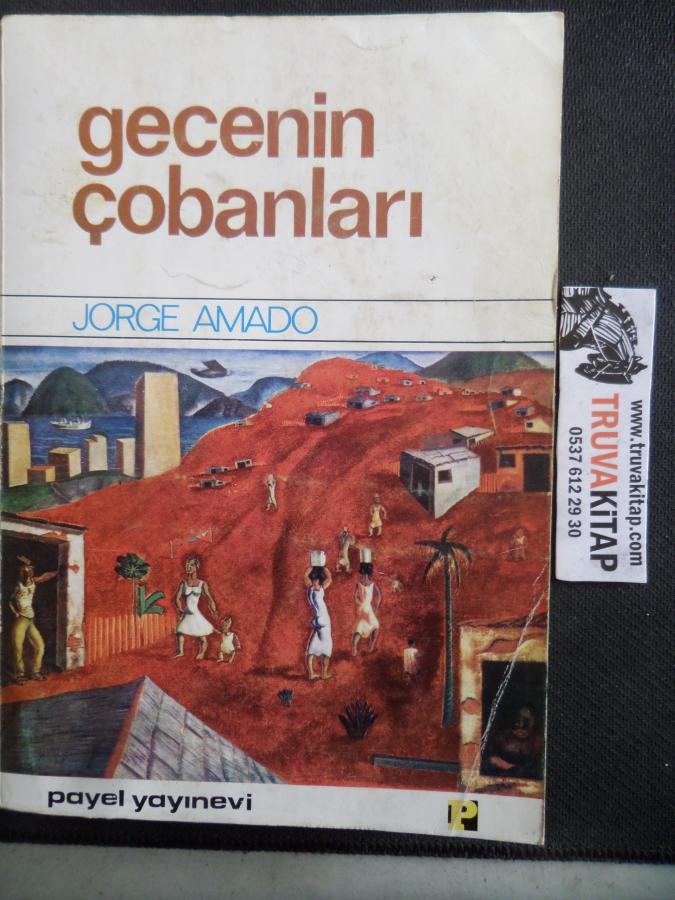 gecenin
çobanları
JORGE AMADO
payel yayınevi
P
www.truvakitap.com
TRUVAKiTAP
0537 612 29 30